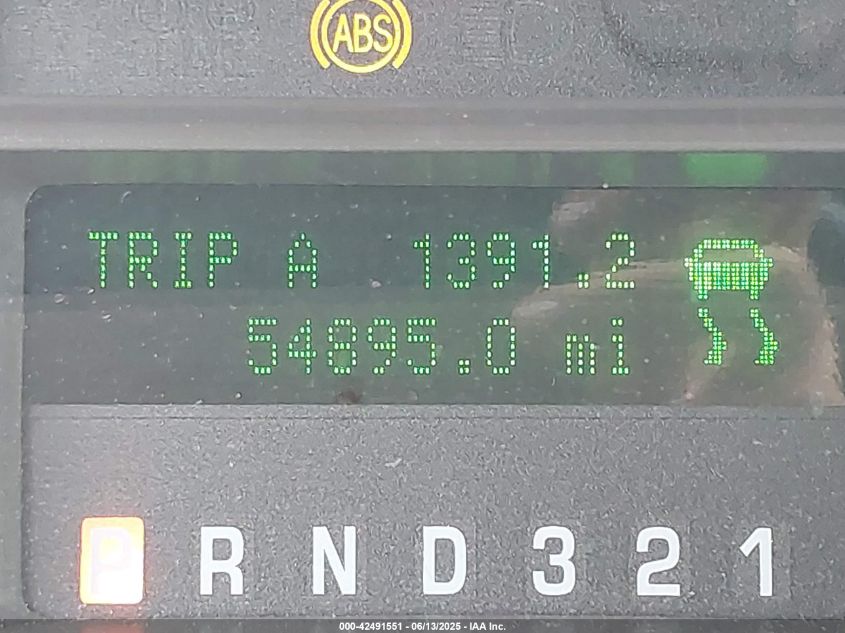 ABS
TRIP A 1391.2
54895.0 mi
P R N D 3 2 1
000-42491551 - 06/13/2025 - IAA Inc.